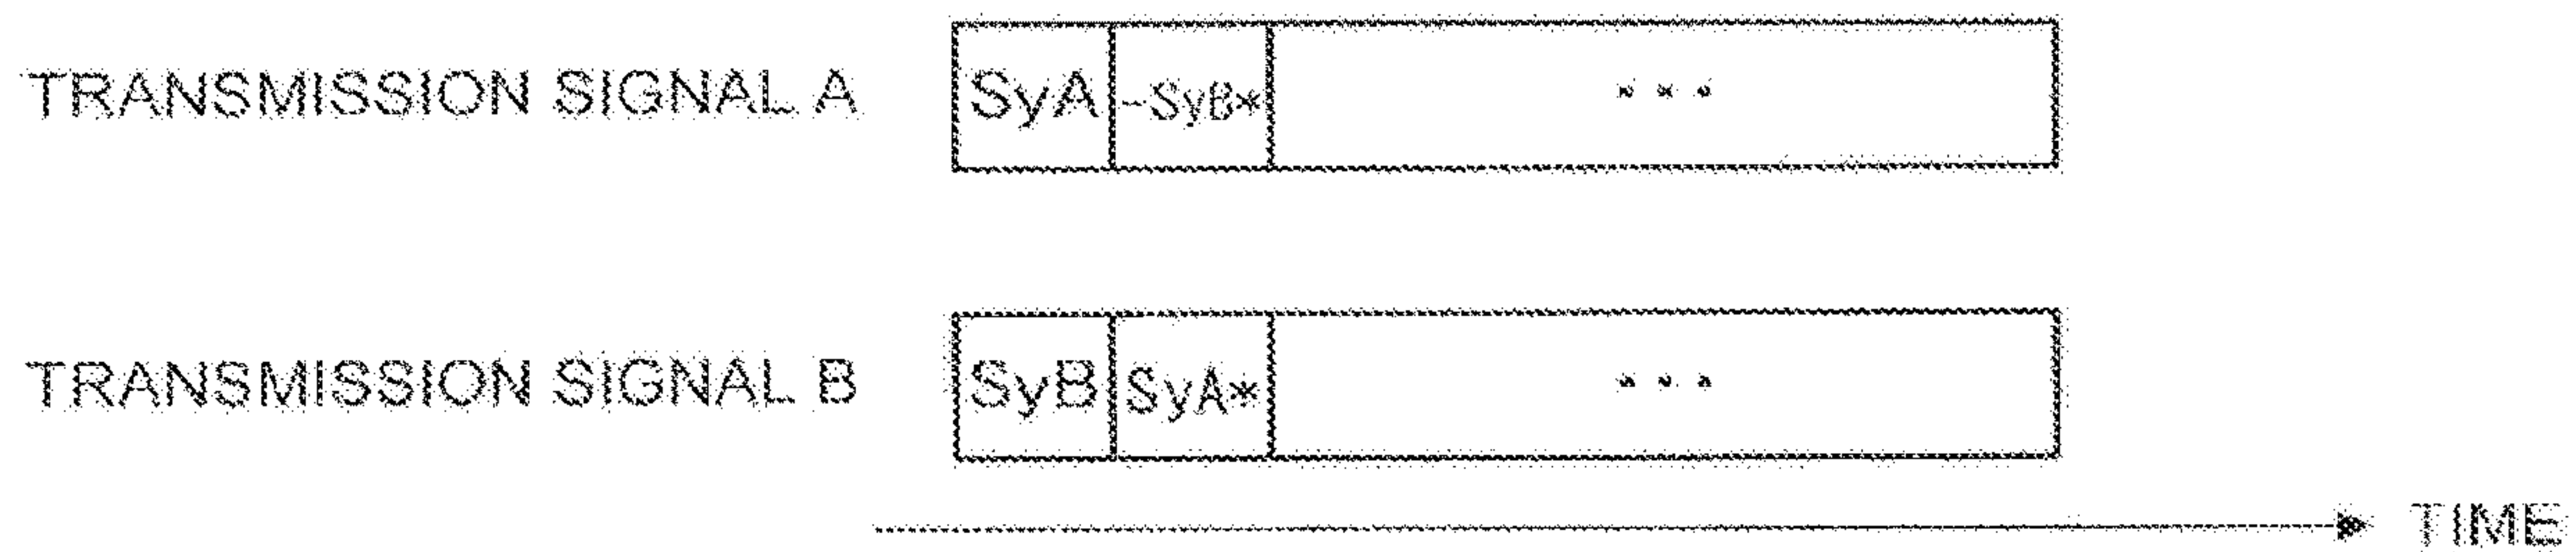 TRANSMISSION SIGNAL A SyA -SyB* ...
TRANSMISSION SIGNAL B SyB SyA* ...
TIME